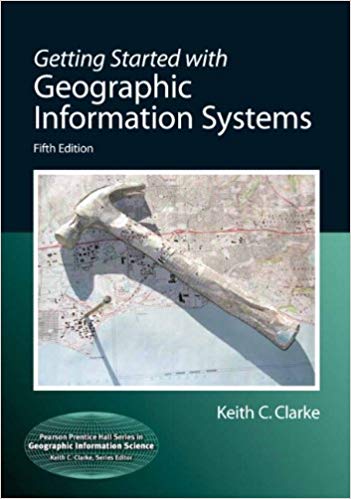 Getting Started with
Geographic
Information Systems
Fifth Edition
Keith C. Clarke
Pearson Prentice Hall Series in
Geographic Information Science
Keith C. Clarke, Series Editor